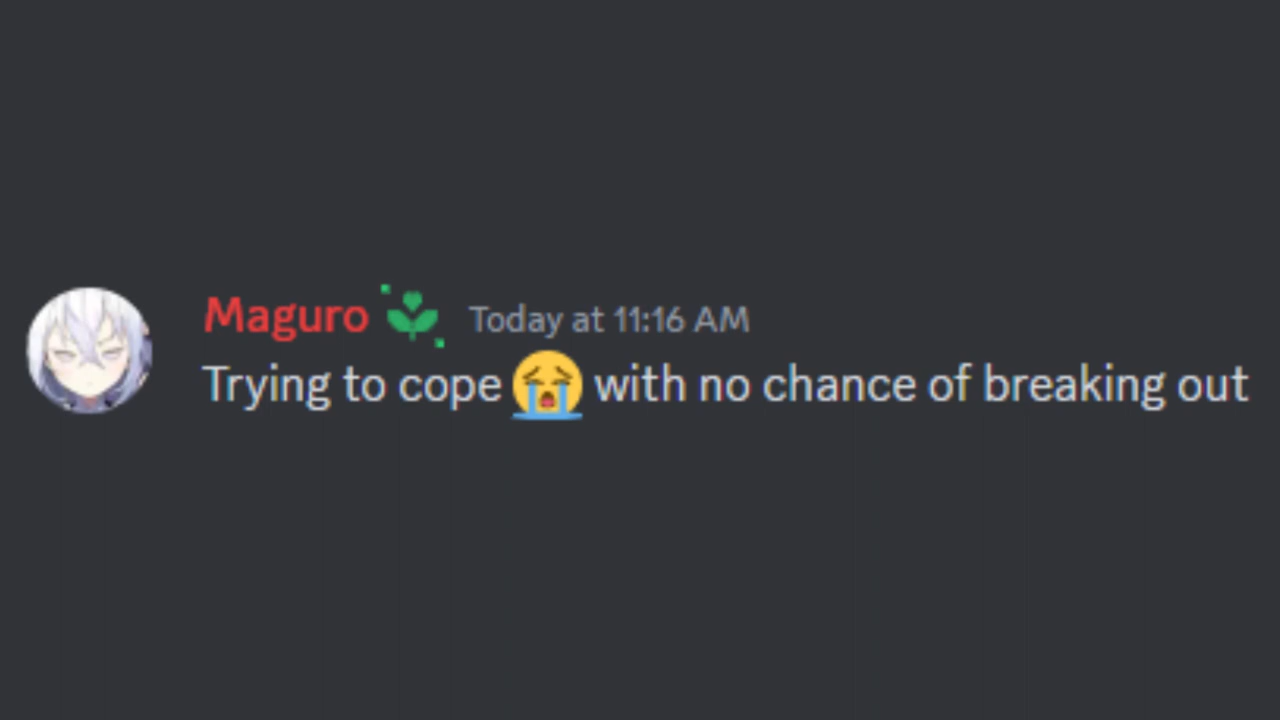 Maguro Today at 11:16 AM
Trying to cope 😭 with no chance of breaking out